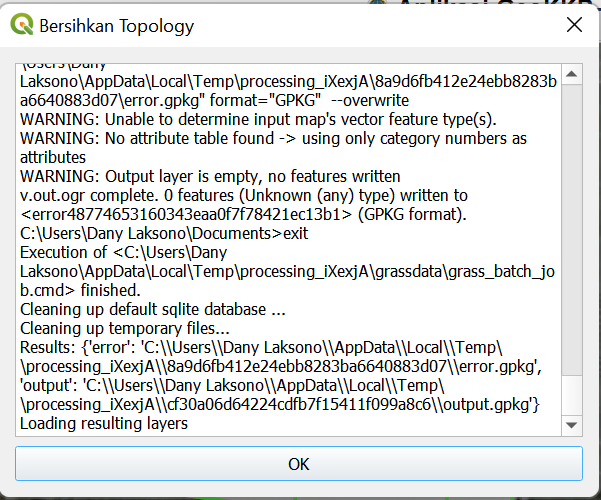 Aplikasi GeoKKP
Bersihkan Topology
\Users\Dany
Laksono\AppData\Local\Temp\processing_iXexjA\8a9d6fb412e24ebb8283b
a6640883d07\error.gpkg" format="GPKG"  --overwrite
WARNING: Unable to determine input map's vector feature type(s).
WARNING: No attribute table found -> using only category numbers as
attributes
WARNING: Output layer is empty, no features written
v.out.ogr complete. 0 features (Unknown (any) type) written to
<error48774653160343eaa0f7f78421ec13b1> (GPKG format).
C:\Users\Dany Laksono\Documents>exit
Execution of <C:\Users\Dany
Laksono\AppData\Local\Temp\processing_iXexjA\grassdata\grass_batch_jo
b.cmd> finished.
Cleaning up default sqlite database ...
Cleaning up temporary files...
Results: {'error': 'C:\\Users\\Dany Laksono\\AppData\\Local\\Temp\
\processing_iXexjA\\8a9d6fb412e24ebb8283ba6640883d07\\error.gpkg',
'output': 'C:\\Users\\Dany Laksono\\AppData\\Local\\Temp\
\processing_iXexjA\\cf30a06d64224cdfb7f15411f099a8c6\\output.gpkg'}
Loading resulting layers
OK